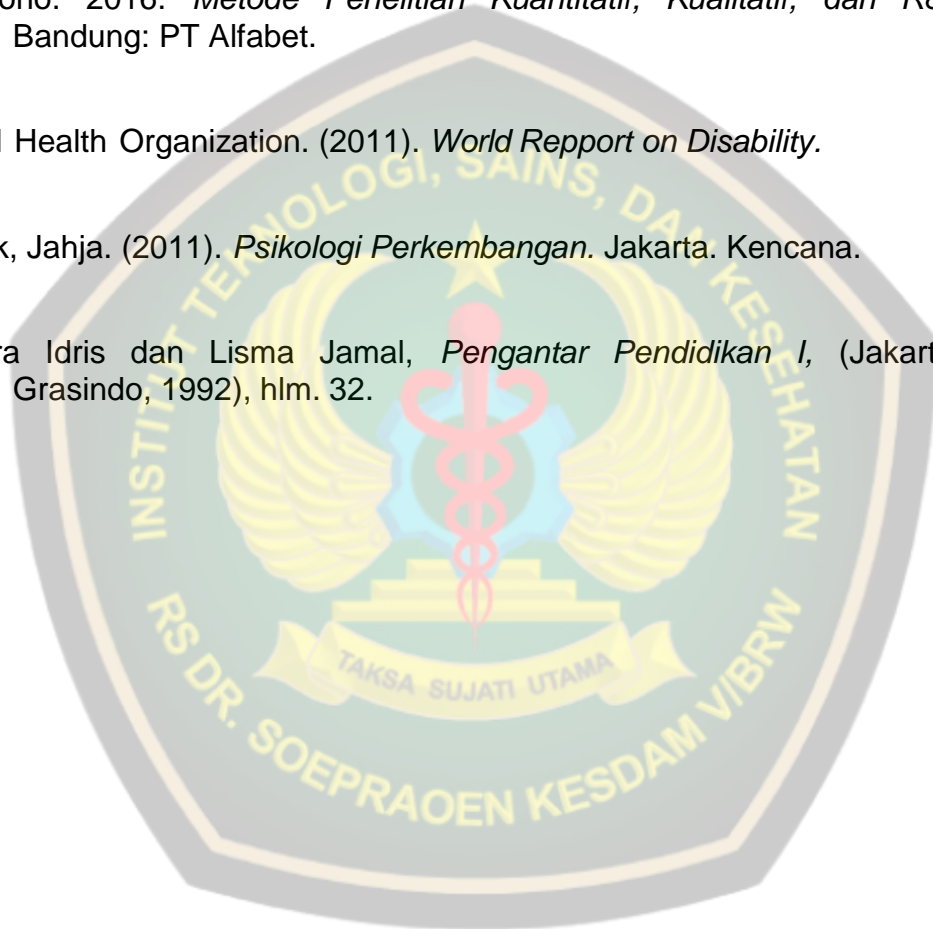 ono. 2016. Metode Penelitian Kuantitatif, Kualitatif, dan
Bandung: PT Alfabet.
Health Organization. (2011). World Repport on Disability.
k, Jahja. (2011). Psikologi Perkembangan. Jakarta. Kencana.
ra Idris dan Lisma Jamal, Pengantar Pendidikan I, (Jakart
Grasindo, 1992), hlm. 32.
INSTITUT TEKNOLOGI, SAINS, DAN KESEHATAN
TAKSA SUJATI UTAMA
RS DR. SOEPRAOEN KESDAM V/BRW